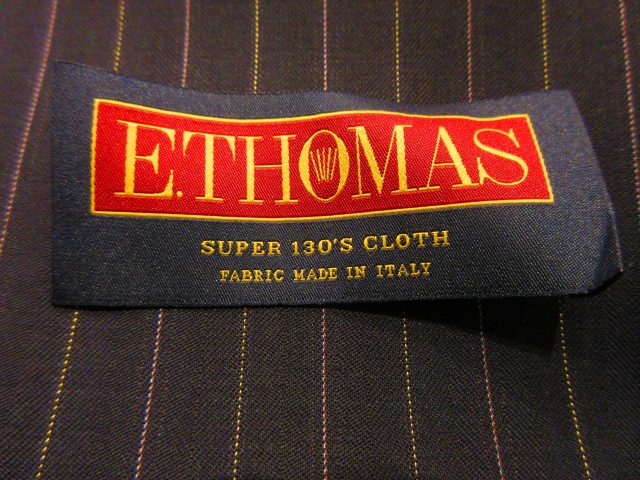 E.THOMAS
SUPER 130'S CLOTH
FABRIC MADE IN ITALY